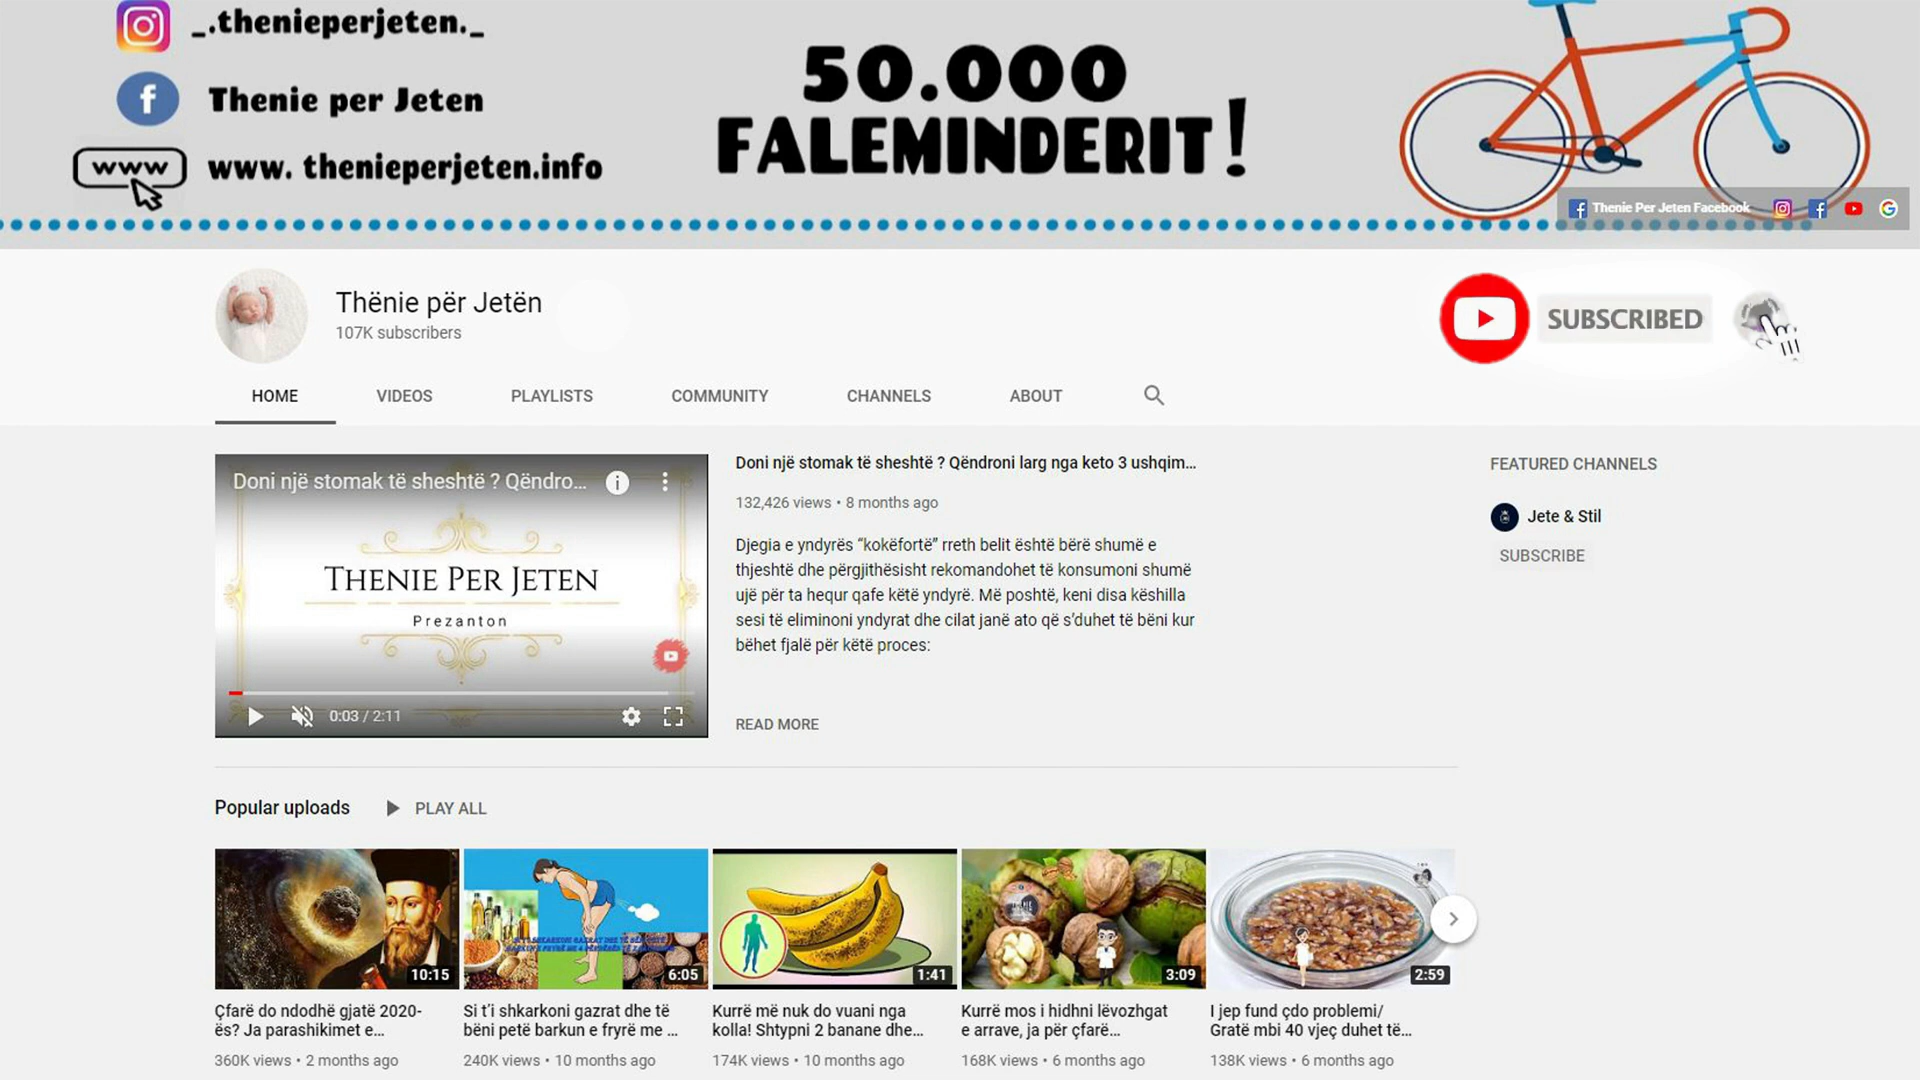 _.thenieperjeten._
Thenie per Jeten
www
www. thenieperjeten.info
50.000
FALEMINDERIT!
Thenie Per Jeten Facebook
Thënie për Jetën
107K subscribers
SUBSCRIBED
HOME
VIDEOS
PLAYLISTS
COMMUNITY
CHANNELS
ABOUT
Doni një stomak të sheshtë ? Qëndro...
THENIE PER JETEN
Prezanton
0:03 / 2:11
Doni një stomak të sheshtë ? Qëndroni larg nga keto 3 ushqim...
132,426 views • 8 months ago
Djegia e yndyrës “kokëfortë” rreth belit është bërë shumë e
thjeshtë dhe përgjithësisht rekomandohet të konsumoni shumë
ujë për ta hequr qafe këtë yndyrë. Më poshtë, keni disa këshilla
sesi të eliminoni yndyrat dhe cilat janë ato që s’duhet të bëni kur
bëhet fjalë për këtë proces:
READ MORE
FEATURED CHANNELS
Jete & Stil
SUBSCRIBE
Popular uploads
PLAY ALL
10:15
6:05
1:41
3:09
2:59
Çfarë do ndodhë gjatë 2020-
ës? Ja parashikimet e...
360K views • 2 months ago
Si t’i shkarkoni gazrat dhe të
bëni petë barkun e fryrë me ...
240K views • 10 months ago
Kurrë më nuk do vuani nga
kolla! Shtypni 2 banane dhe...
174K views • 10 months ago
Kurrë mos i hidhni lëvozhgat
e arrave, ja për çfarë...
168K views • 6 months ago
I jep fund çdo problemi/
Gratë mbi 40 vjeç duhet të...
138K views • 6 months ago